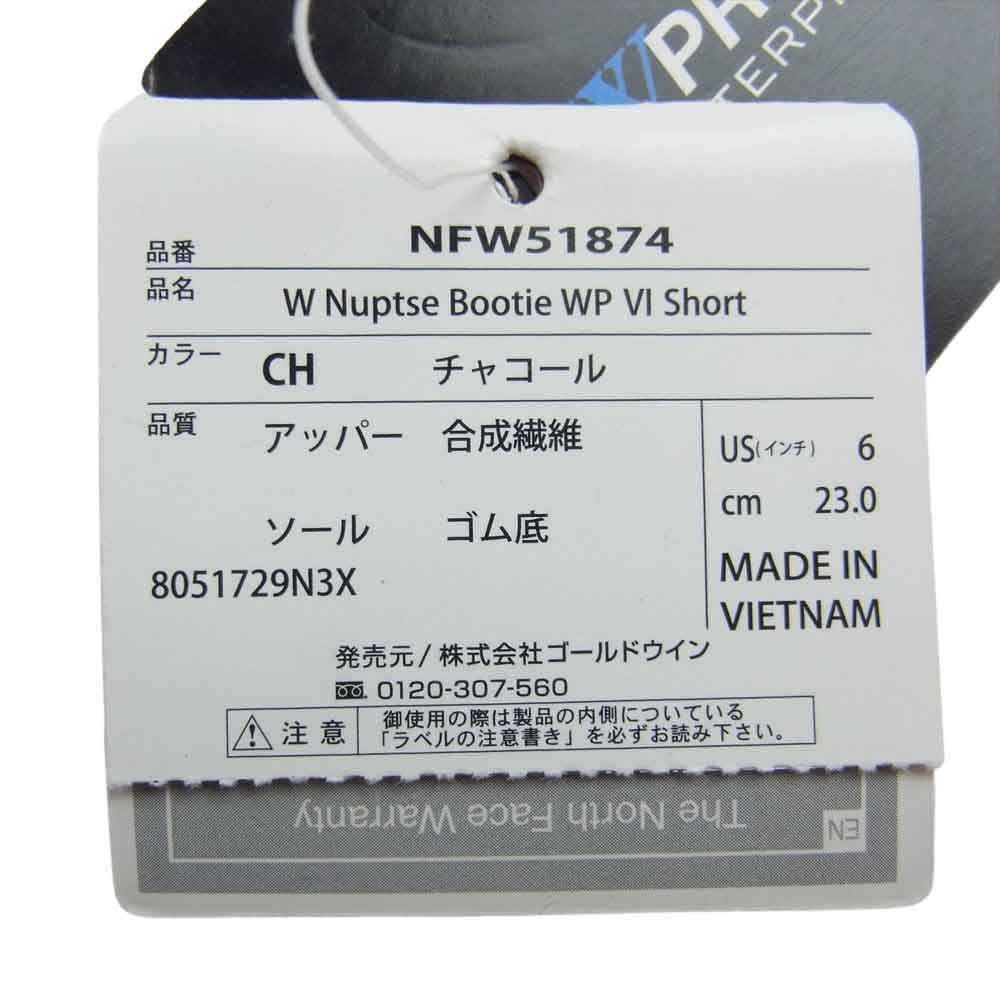 品番 NFW51874
品名 W Nuptse Bootie WP VI Short
カラー CH チャコール
品質 アッパー 合成繊維
ソール ゴム底
8051729N3X
US(インチ) 6
cm 23.0
MADE IN
VIETNAM
発売元/株式会社ゴールドウイン
0120-307-560
注意 御使用の際は製品の内側についている
「ラベルの注意書き」を必ずお読み下さい。
EN The North Face Warranty